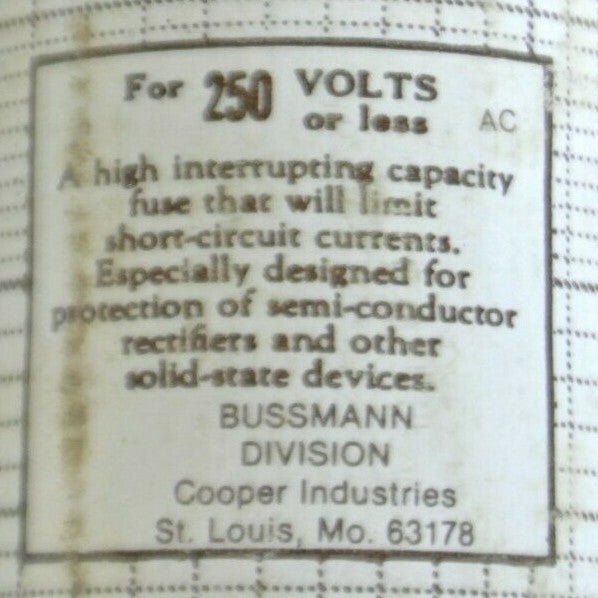 For 250 VOLTS
or less AC
A high interrupting capacity
fuse that will limit
short-circuit currents.
Especially designed for
protection of semi-conductor
rectifiers and other
solid-state devices.
BUSSMANN
DIVISION
Cooper Industries
St. Louis, Mo. 63178